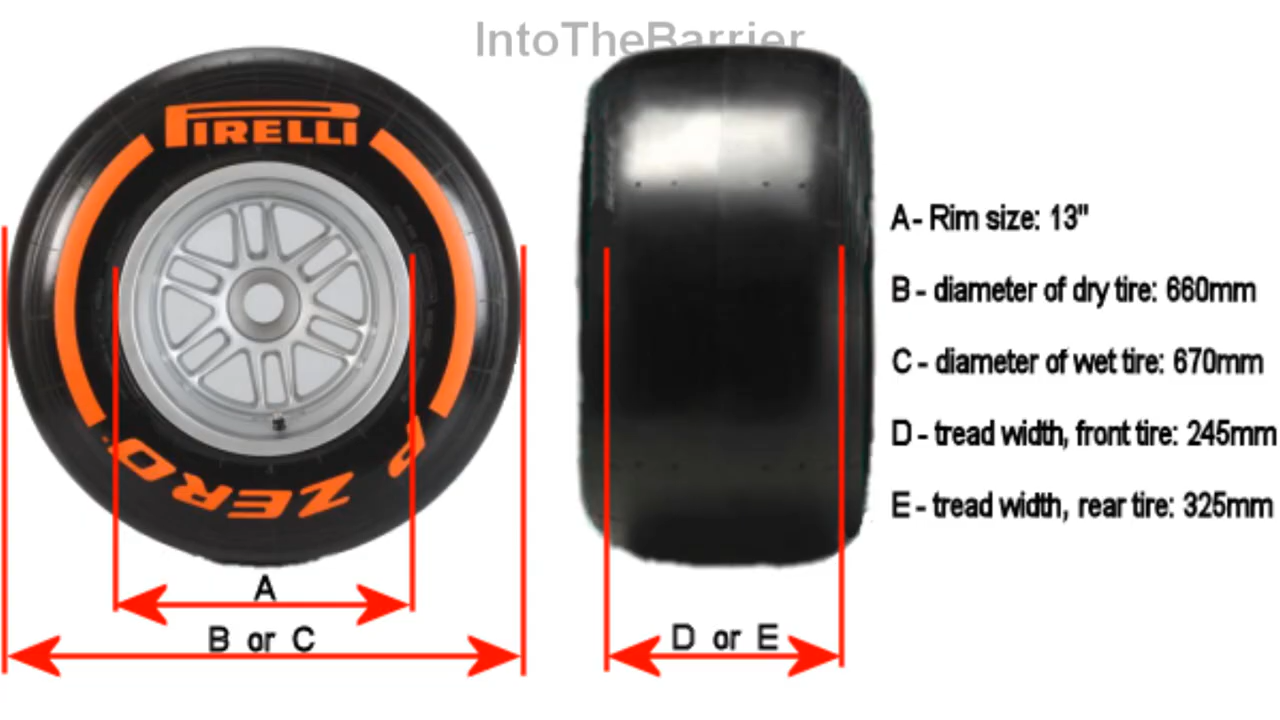 IntoTheBarrier
PIRELLI
P ZERO
A - Rim size: 13"
B - diameter of dry tire: 660mm
C - diameter of wet tire: 670mm
D - tread width, front tire: 245mm
E - tread width, rear tire: 325mm
A
B or C
D or E